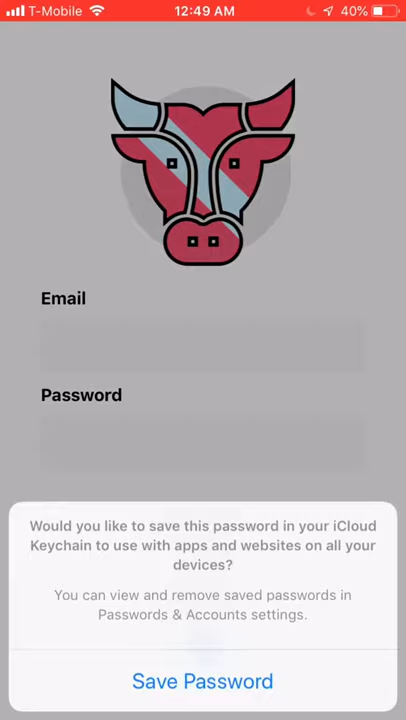 T-Mobile 12:49 AM 40%
Email
Password
Would you like to save this password in your iCloud
Keychain to use with apps and websites on all your
devices?
You can view and remove saved passwords in
Passwords & Accounts settings.
Save Password